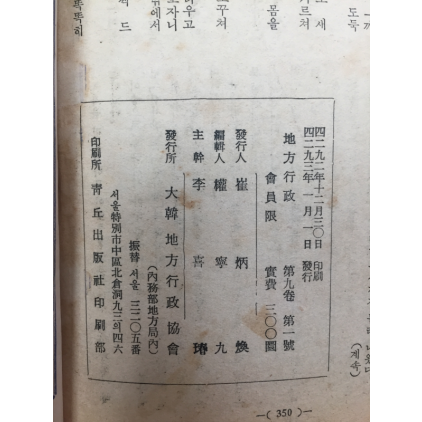 四二九二年十二月三〇日 印刷
四二九三年一月一日 發行
地方行政 第九卷 第一號
會員限 實費 三〇〇圜
發行人 崔炳煥
編輯人 權寧九
主幹 李喜瑃
發行所 大韓地方行政協會
(內務部地方局內)
振替 서울 三二〇五番
서울特別市中區北倉洞九三의四六
印刷所 靑丘出版社印刷部
(계속)
—( 350 )—